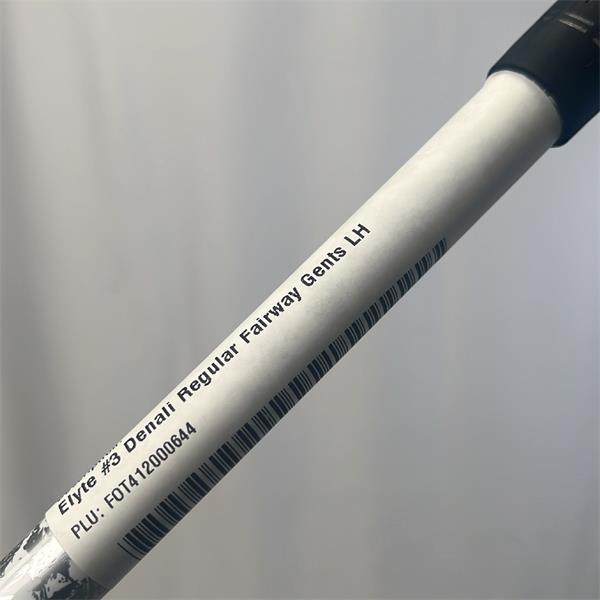 Elyte #3 Denali Regular Fairway Gents LH
PLU: FOT412000644